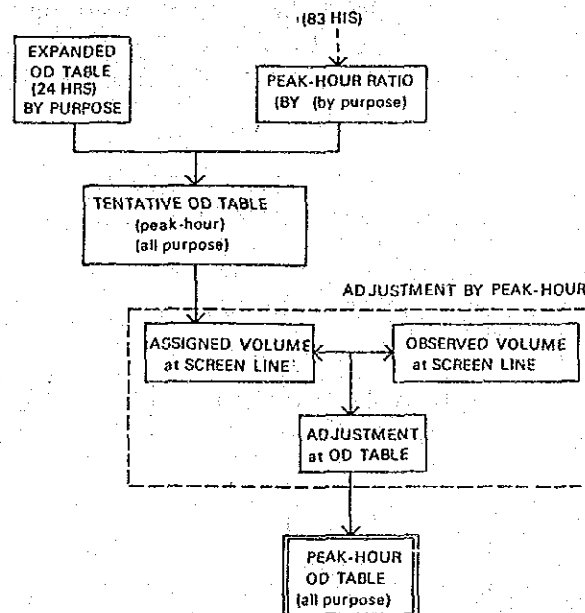 (83 HIS)
EXPANDED
OD TABLE
(24 HRS)
BY PURPOSE
PEAK-HOUR RATIO
(BY (by purpose)
TENTATIVE OD TABLE
(peak-hour)
(all purpose)
ADJUSTMENT BY PEAK-HOUR
ASSIGNED VOLUME
at SCREEN LINE
OBSERVED VOLUME
at SCREEN LINE
ADJUSTMENT
at OD TABLE
PEAK-HOUR
OD TABLE
(all purpose)